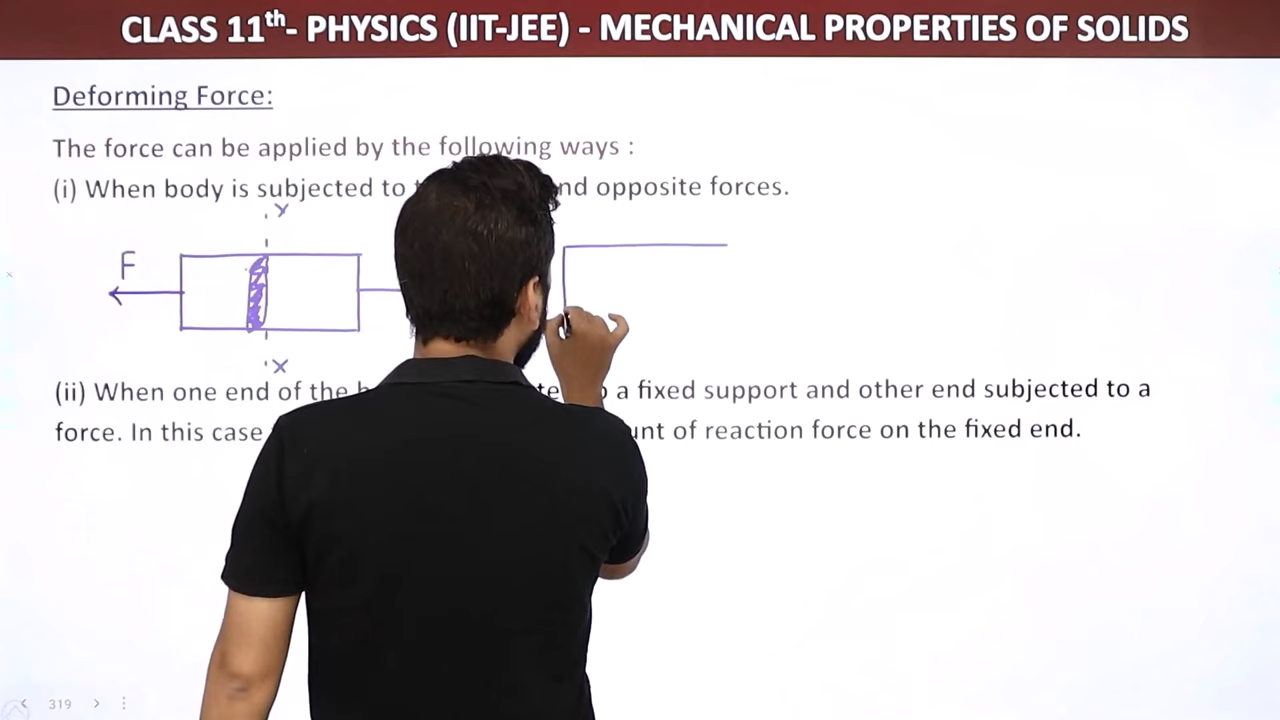 CLASS 11th- PHYSICS (IIT-JEE) - MECHANICAL PROPERTIES OF SOLIDS
Deforming Force:
The force can be applied by the following ways :
(i) When body is subjected to nd opposite forces.
X
F
X
(ii) When one end of the a fixed support and other end subjected to a
force. In this case unt of reaction force on the fixed end.
319